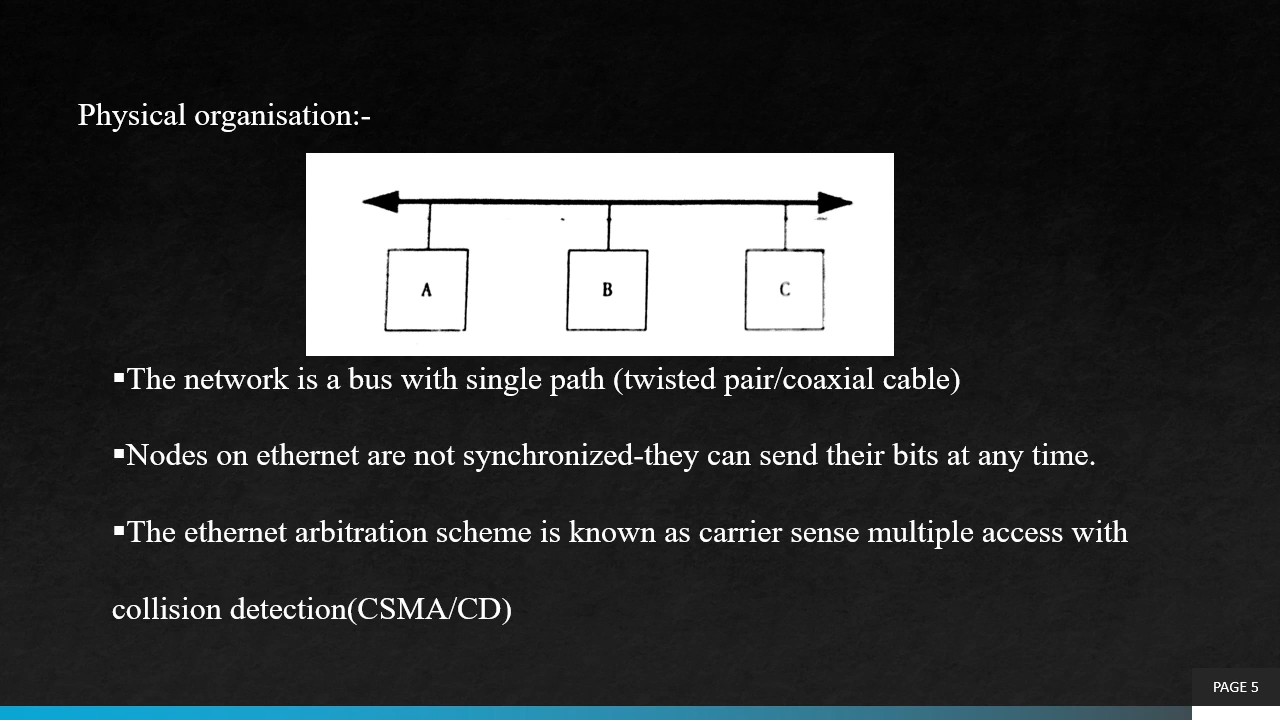 Physical organisation:-
A B C
▪The network is a bus with single path (twisted pair/coaxial cable)
▪Nodes on ethernet are not synchronized-they can send their bits at any time.
▪The ethernet arbitration scheme is known as carrier sense multiple access with
collision detection(CSMA/CD)
PAGE 5